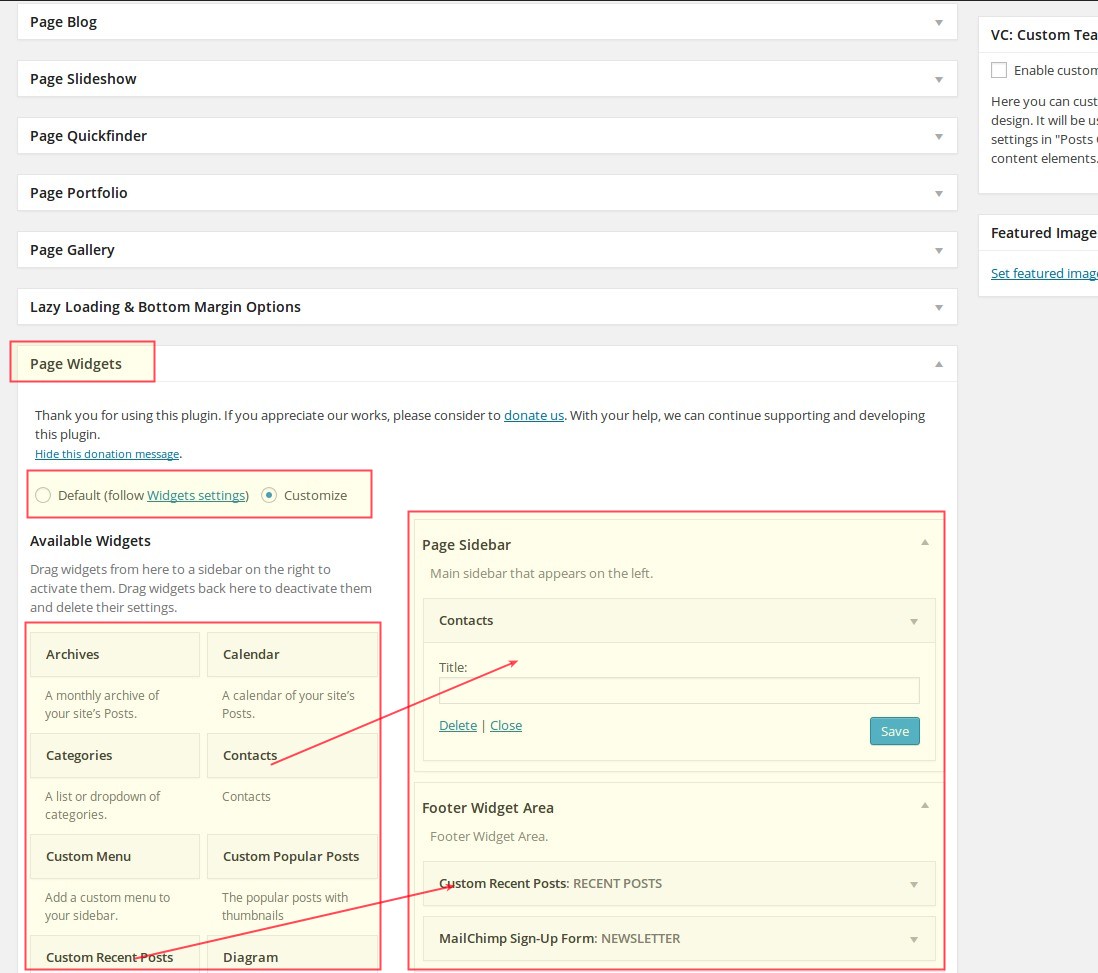 Page Blog
Page Slideshow
Page Quickfinder
Page Portfolio
Page Gallery
Lazy Loading & Bottom Margin Options
Page Widgets
Thank you for using this plugin. If you appreciate our works, please consider to donate us. With your help, we can continue supporting and developing
this plugin.
Hide this donation message.
Default (follow Widgets settings) Customize
Available Widgets
Drag widgets from here to a sidebar on the right to
activate them. Drag widgets back here to deactivate them
and delete their settings.
Archives
Calendar
A monthly archive of
your site's Posts.
A calendar of your site's
Posts.
Categories
Contacts
A list or dropdown of
categories.
Contacts
Custom Menu
Custom Popular Posts
Add a custom menu to
your sidebar.
The popular posts with
thumbnails
Custom Recent Posts
Diagram
Page Sidebar
Main sidebar that appears on the left.
Contacts
Title:
Delete | Close
Save
Footer Widget Area
Footer Widget Area.
Custom Recent Posts: RECENT POSTS
MailChimp Sign-Up Form: NEWSLETTER
VC: Custom Tea
Enable custom
Here you can cust
design. It will be us
settings in "Posts
content elements.
Featured Image
Set featured image